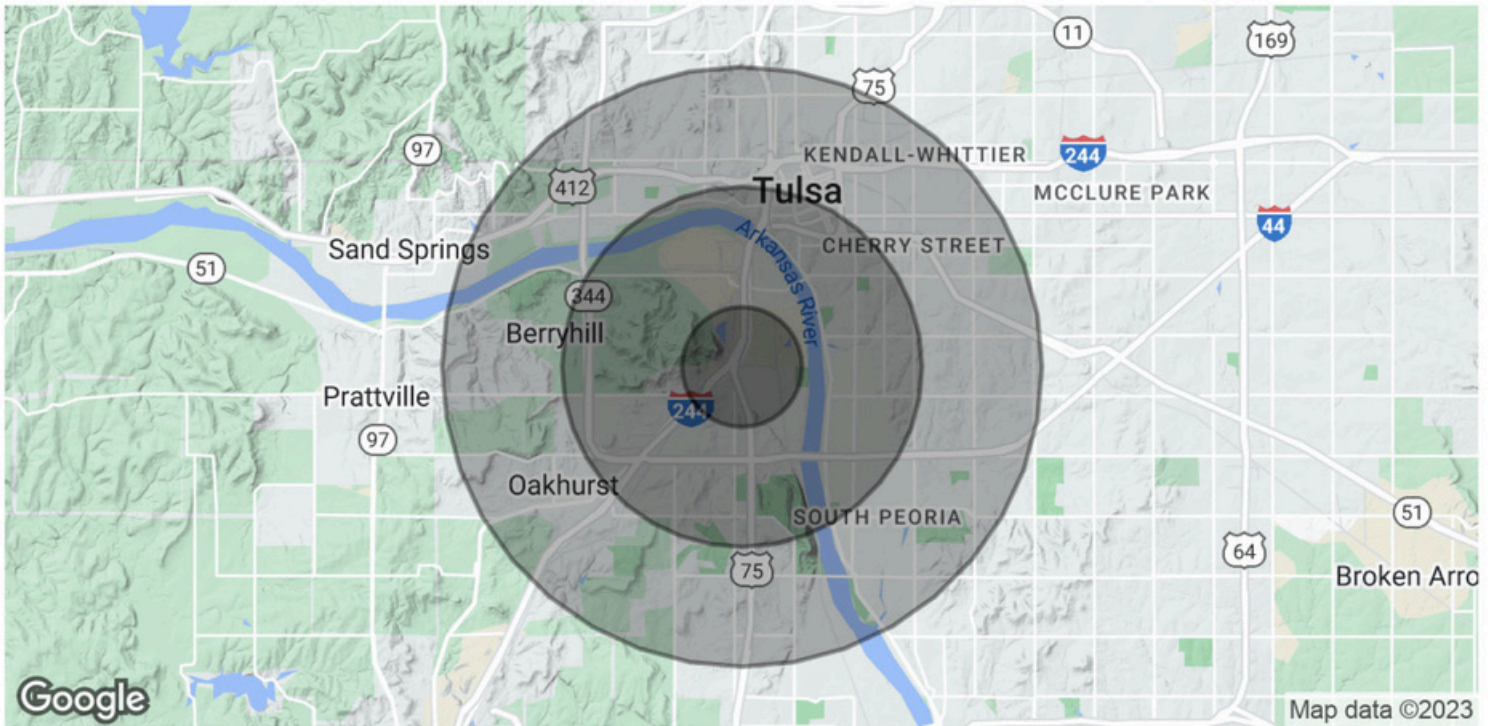 11
169
75
97
KENDALL-WHITTIER
244
412
Tulsa
MCCLURE PARK
44
Sand Springs
Arkansas River
CHERRY STREET
51
344
Berryhill
Prattville
244
97
Oakhurst
SOUTH PEORIA
51
64
75
Broken Arro
Google
Map data ©2023